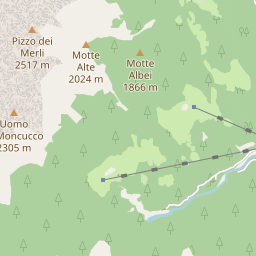 Pizzo dei
Merli
2517 m
Motte
Alte
2024 m
Motte
Albei
1866 m
Uomo
Moncucco
2305 m